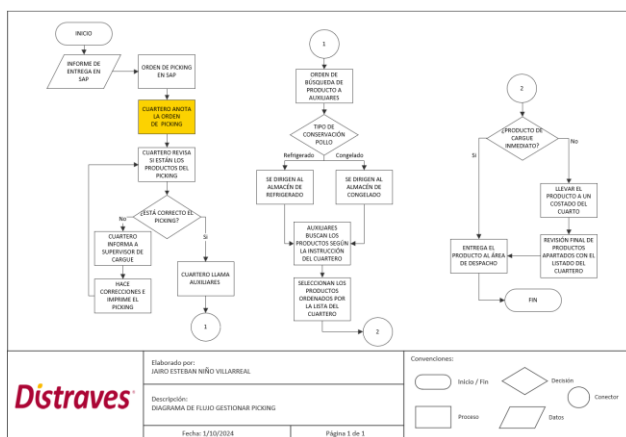 INICIO
INFORME DE
ENTREGA EN
SAP
ORDEN DE PICKING
EN SAP
CUARTERO ANOTA
LA ORDEN
DE PICKING
CUARTERO REVISA
SI ESTÁN LOS
PRODUCTOS DEL
PICKING
¿ESTÁ CORRECTO EL
PICKING?
No
Si
CUARTERO
INFORMA A
SUPERVISOR DE
CARGUE
HACE
CORRECCIONES E
IMPRIME EL
PICKING
CUARTERO LLAMA
AUXILIARES
1
1
ORDEN DE
BÚSQUEDA DE
PRODUCTO A
AUXILIARES
TIPO DE
CONSERVACIÓN
POLLO
Refrigerado
Congelado
SE DIRIGEN AL
ALMACÉN DE
REFRIGERADO
SE DIRIGEN AL
ALMACÉN DE
CONGELADO
AUXILIARES
BUSCAN LOS
PRODUCTOS SEGÚN
LA INSTRUCCIÓN
DEL CUARTERO
SELECCIONAN LOS
PRODUCTOS
ORDENADOS POR
LA LISTA DEL
CUARTERO
2
2
¿PRODUCTO DE
CARGUE
INMEDIATO?
Si
No
LLEVAR EL
PRODUCTO A UN
COSTADO DEL
CUARTO
REVISIÓN FINAL DE
PRODUCTOS
APARTADOS CON EL
LISTADO DEL
CUARTERO
ENTREGA EL
PRODUCTO AL ÁREA
DE DESPACHO
FIN
Distraves
Elaborado por:
JAIRO ESTEBAN NIÑO VILLARREAL
Descripción:
DIAGRAMA DE FLUJO GESTIONAR PICKING
Fecha: 1/10/2024
Página 1 de 1
Convenciones:
Inicio / Fin
Decisión
Conector
Proceso
Datos